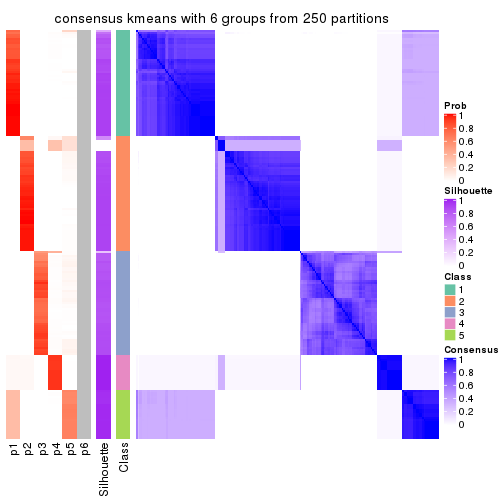 consensus kmeans with 6 groups from 250 partitions
Prob
1
0.8
0.6
0.4
0.2
0
Silhouette
1
0.8
0.6
0.4
0.2
0
Class
1
2
3
4
5
Consensus
1
0.8
0.6
0.4
0.2
0
p1
p2
p3
p4
p5
p6
Silhouette
Class